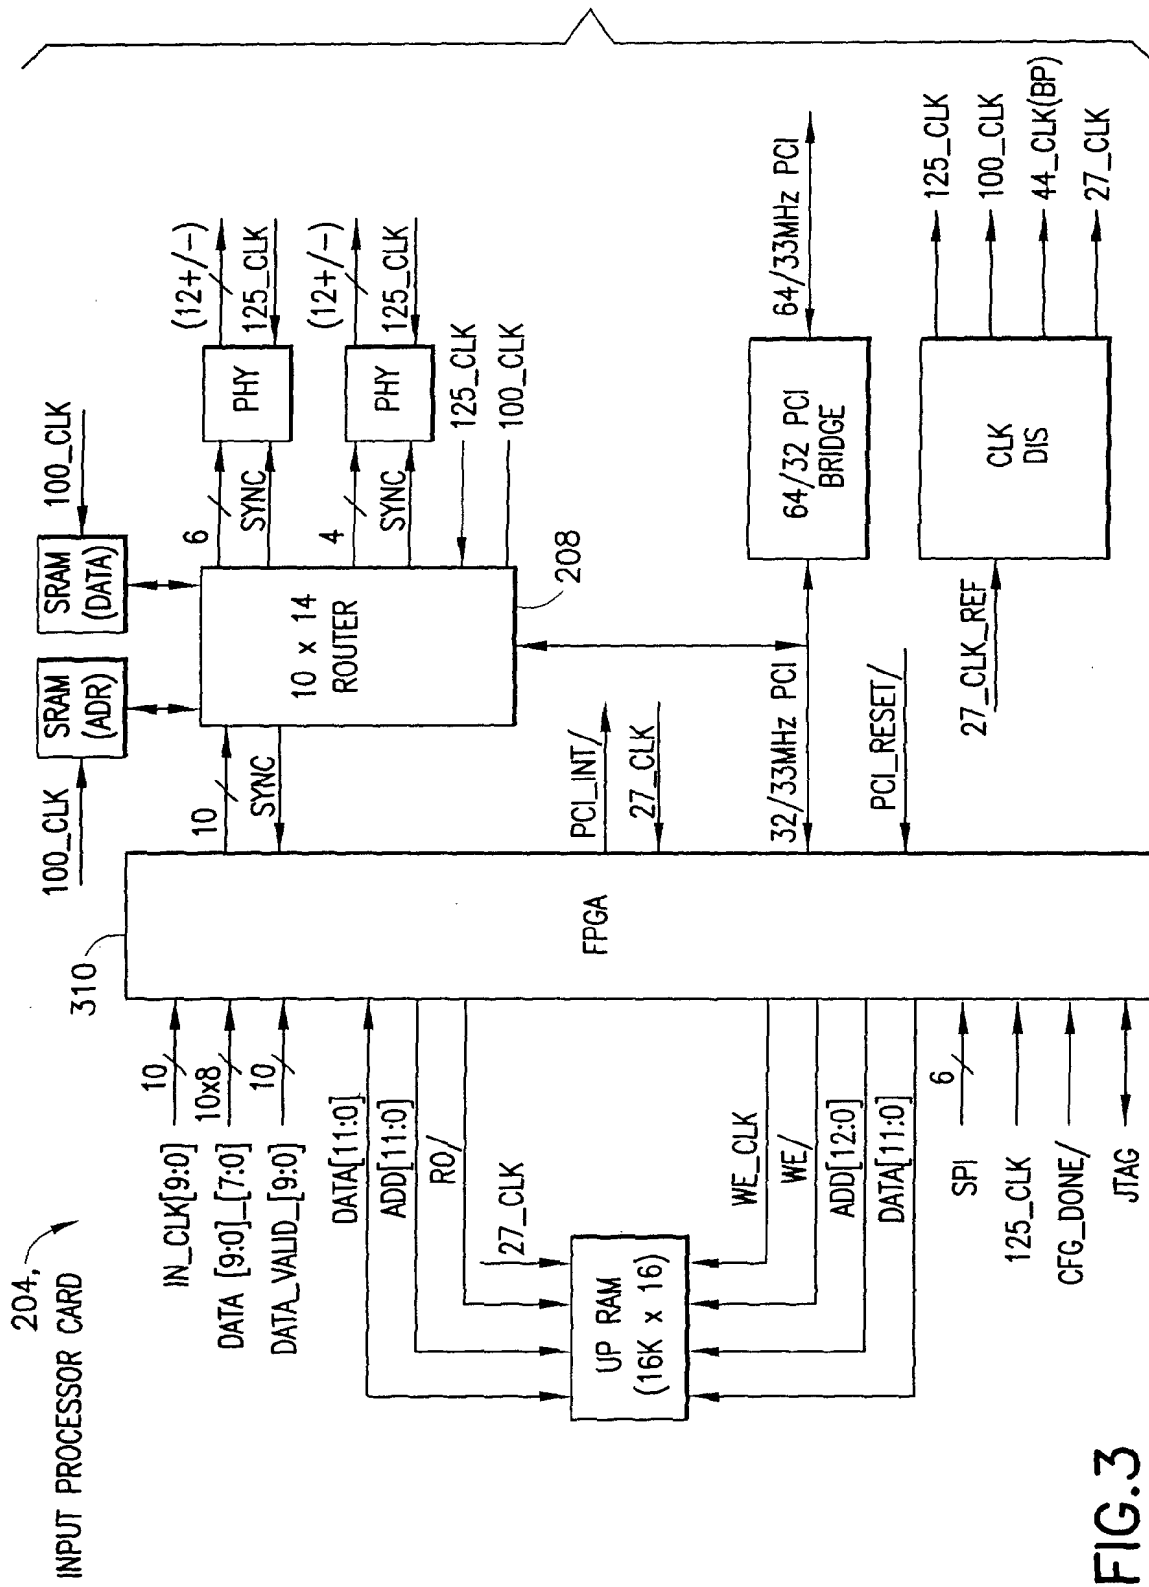 204,
INPUT PROCESSOR CARD
IN_CLK[9:0]
10
DATA [9:0]_[7:0]
10x8
DATA_VALID_[9:0]
10
DATA[11:0]
ADD[11:0]
RO/
27_CLK
UP RAM
(16K x 16)
WE_CLK
WE/
ADD[12:0]
DATA[11:0]
SPI
6
125_CLK
CFG_DONE/
JTAG
310
FPGA
100_CLK
SRAM
(ADR)
SRAM
(DATA)
100_CLK
10
SYNC
10 x 14
ROUTER
208
6
SYNC
PHY
(12+/-)
125_CLK
4
SYNC
PHY
(12+/-)
125_CLK
125_CLK
100_CLK
PCI_INT/
27_CLK
32/33MHz PCI
64/32 PCI
BRIDGE
64/33MHz PCI
PCI_RESET/
27_CLK_REF
CLK
DIS
125_CLK
100_CLK
44_CLK(BP)
27_CLK
FIG.3